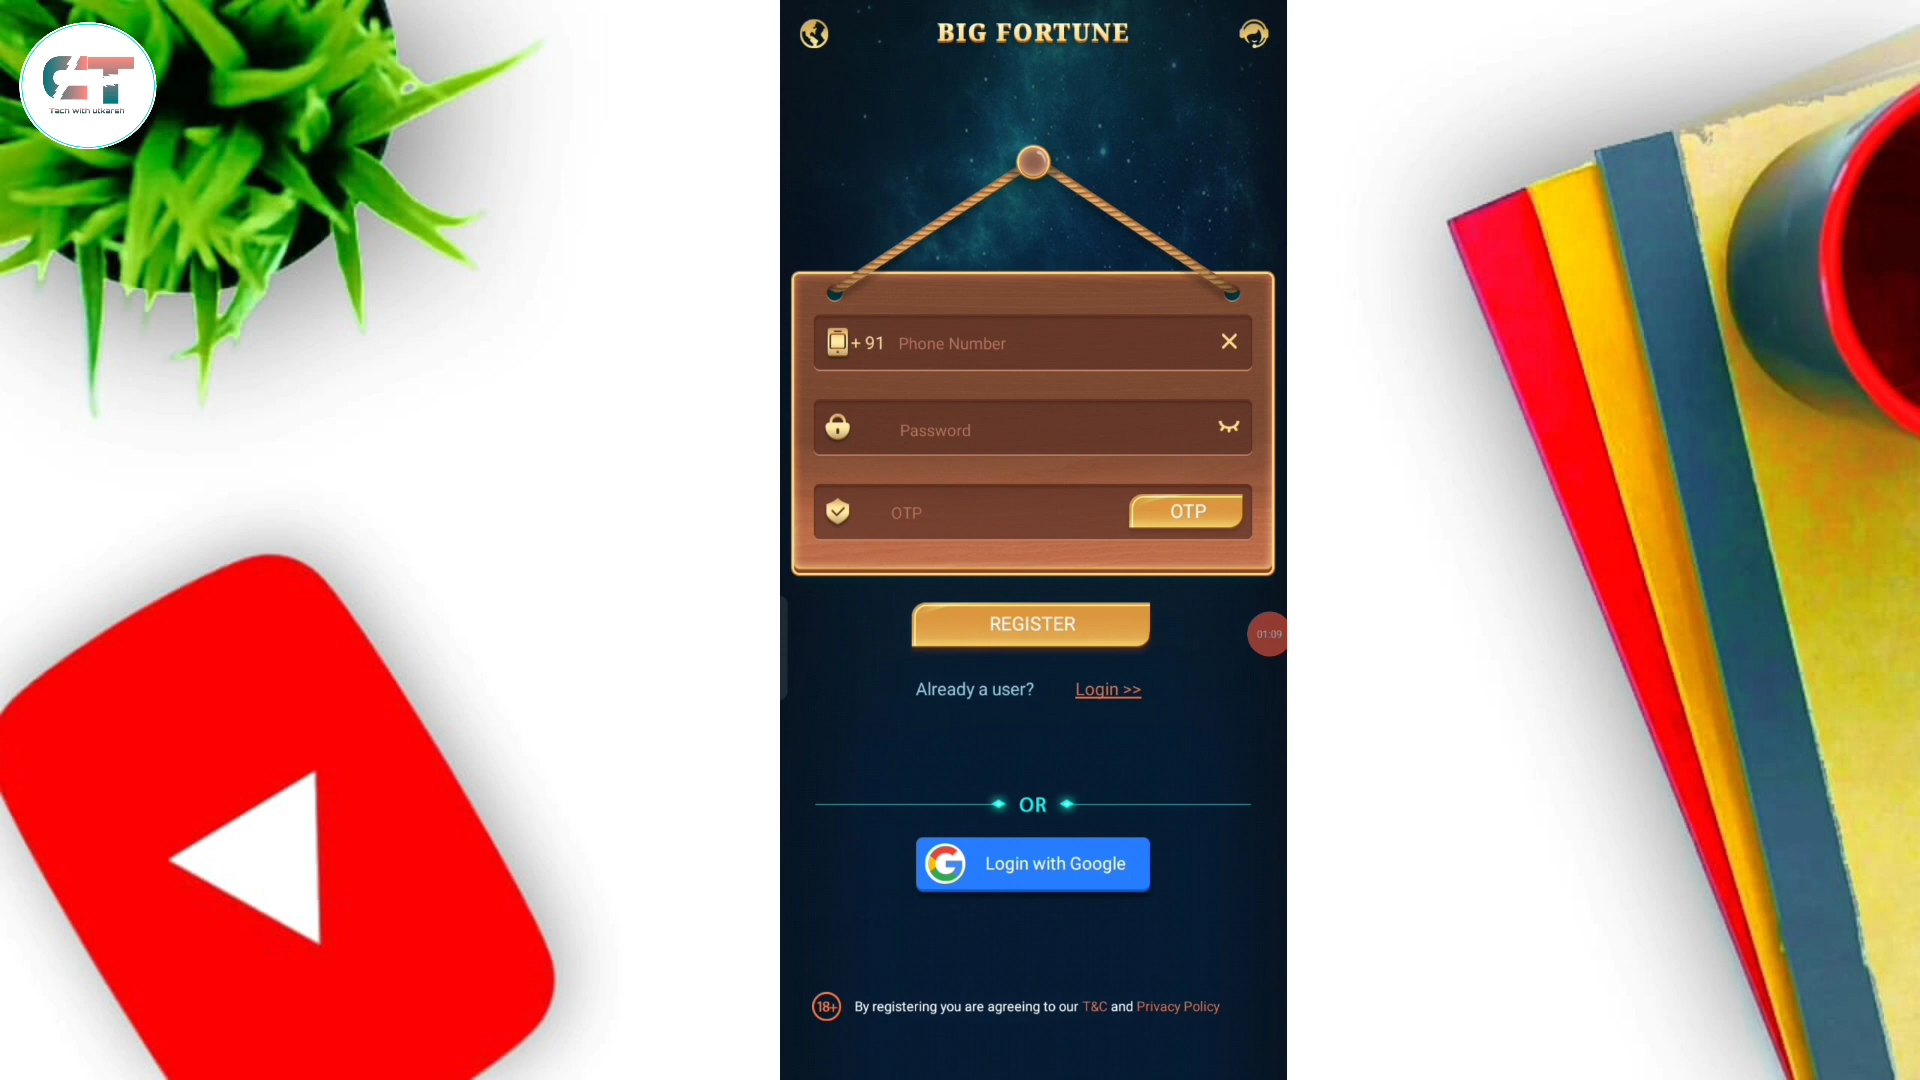 Tach with utkarsh
BIG FORTUNE
+ 91 Phone Number
Password
OTP
OTP
REGISTER
01:09
Already a user? Login >>
OR
Login with Google
18+ By registering you are agreeing to our T&C and Privacy Policy